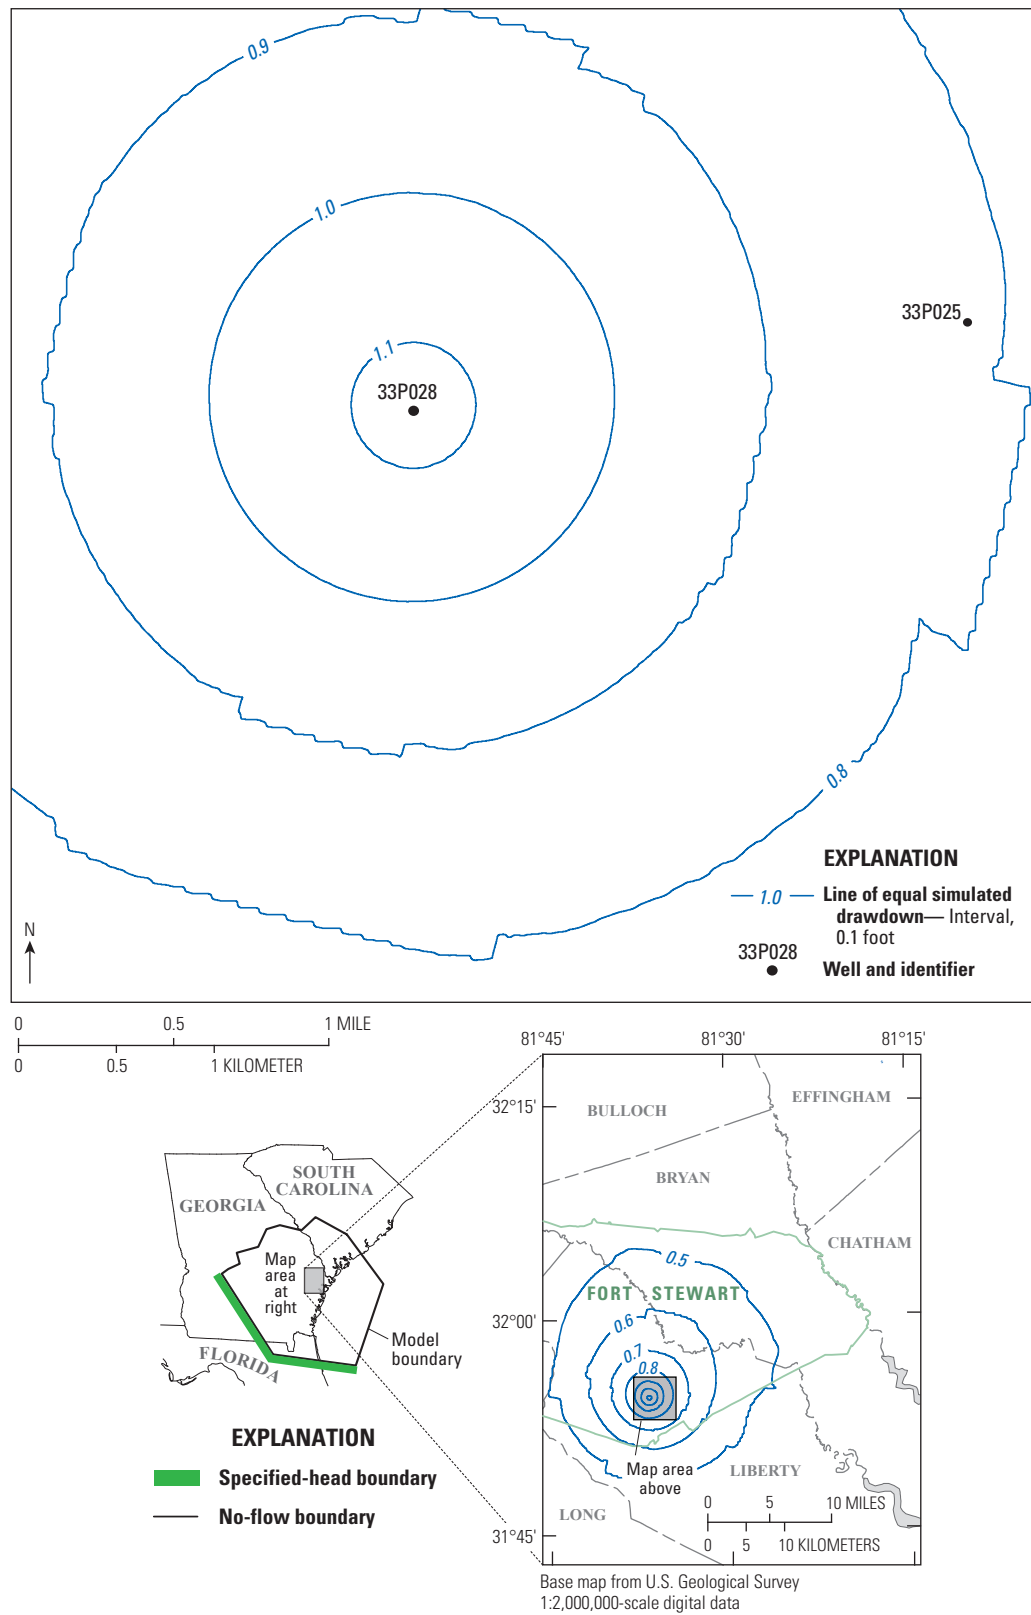 0.9
1.0
1.1
33P028
33P025
0.8
EXPLANATION
1.0
Line of equal simulated
drawdown— Interval,
0.1 foot
33P028
Well and identifier
N
0 0.5 1 MILE
0 0.5 1 KILOMETER
81°45' 81°30' 81°15'
32°15'
32°00'
31°45'
BULLOCH
EFFINGHAM
BRYAN
CHATHAM
0.5
FORT STEWART
0.6
0.7
0.8
Map area
above
LIBERTY
LONG
0 5 10 MILES
0 5 10 KILOMETERS
SOUTH
CAROLINA
GEORGIA
Map
area
at
right
Model
boundary
FLORIDA
EXPLANATION
Specified-head boundary
No-flow boundary
Base map from U.S. Geological Survey
1:2,000,000-scale digital data